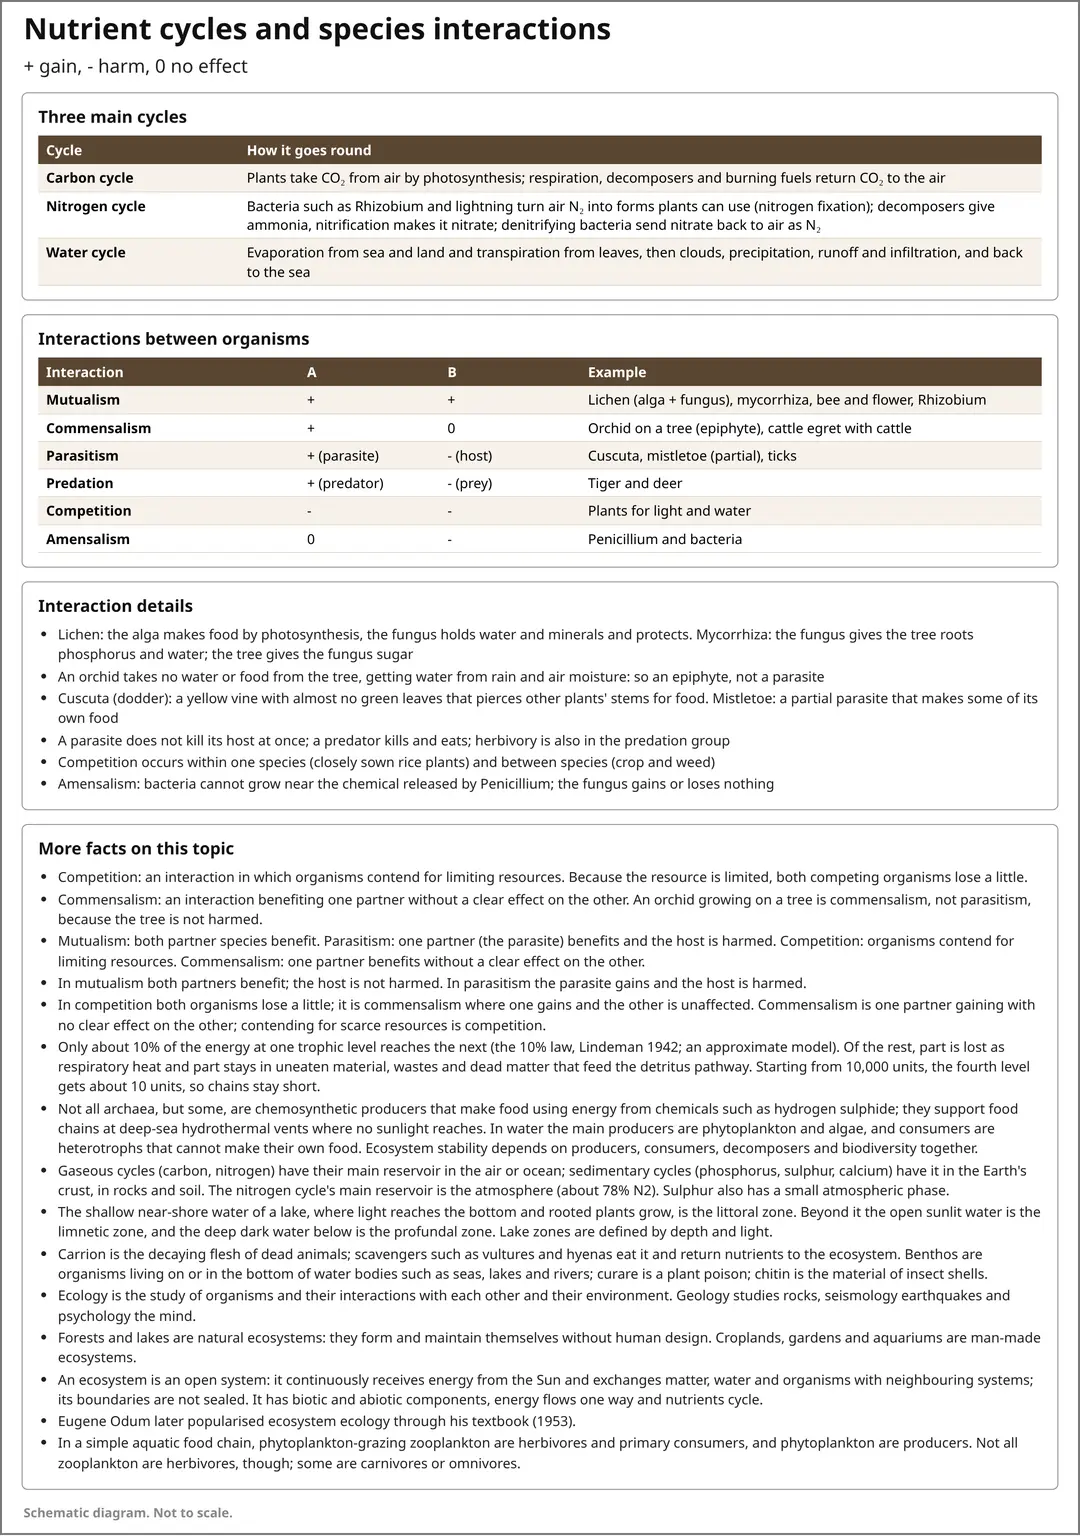 Nutrient cycles and species interactions
+ gain, - harm, 0 no effect
Three main cycles
Cycle How it goes round
Carbon cycle Plants take CO₂ from air by photosynthesis; respiration, decomposers and burning fuels return CO₂ to the air
Nitrogen cycle Bacteria such as Rhizobium and lightning turn air N₂ into forms plants can use (nitrogen fixation); decomposers give
ammonia, nitrification makes it nitrate; denitrifying bacteria send nitrate back to air as N₂
Water cycle Evaporation from sea and land and transpiration from leaves, then clouds, precipitation, runoff and infiltration, and back
to the sea
Interactions between organisms
Interaction A B Example
Mutualism + + Lichen (alga + fungus), mycorrhiza, bee and flower, Rhizobium
Commensalism + 0 Orchid on a tree (epiphyte), cattle egret with cattle
Parasitism + (parasite) - (host) Cuscuta, mistletoe (partial), ticks
Predation + (predator) - (prey) Tiger and deer
Competition - - Plants for light and water
Amensalism 0 - Penicillium and bacteria
Interaction details
• Lichen: the alga makes food by photosynthesis, the fungus holds water and minerals and protects. Mycorrhiza: the fungus gives the tree roots
phosphorus and water; the tree gives the fungus sugar
• An orchid takes no water or food from the tree, getting water from rain and air moisture: so an epiphyte, not a parasite
• Cuscuta (dodder): a yellow vine with almost no green leaves that pierces other plants' stems for food. Mistletoe: a partial parasite that makes some of its
own food
• A parasite does not kill its host at once; a predator kills and eats; herbivory is also in the predation group
• Competition occurs within one species (closely sown rice plants) and between species (crop and weed)
• Amensalism: bacteria cannot grow near the chemical released by Penicillium; the fungus gains or loses nothing
More facts on this topic
• Competition: an interaction in which organisms contend for limiting resources. Because the resource is limited, both competing organisms lose a little.
• Commensalism: an interaction benefiting one partner without a clear effect on the other. An orchid growing on a tree is commensalism, not parasitism,
because the tree is not harmed.
• Mutualism: both partner species benefit. Parasitism: one partner (the parasite) benefits and the host is harmed. Competition: organisms contend for
limiting resources. Commensalism: one partner benefits without a clear effect on the other.
• In mutualism both partners benefit; the host is not harmed. In parasitism the parasite gains and the host is harmed.
• In competition both organisms lose a little; it is commensalism where one gains and the other is unaffected. Commensalism is one partner gaining with
no clear effect on the other; contending for scarce resources is competition.
• Only about 10% of the energy at one trophic level reaches the next (the 10% law, Lindeman 1942; an approximate model). Of the rest, part is lost as
respiratory heat and part stays in uneaten material, wastes and dead matter that feed the detritus pathway. Starting from 10,000 units, the fourth level
gets about 10 units, so chains stay short.
• Not all archaea, but some, are chemosynthetic producers that make food using energy from chemicals such as hydrogen sulphide; they support food
chains at deep-sea hydrothermal vents where no sunlight reaches. In water the main producers are phytoplankton and algae, and consumers are
heterotrophs that cannot make their own food. Ecosystem stability depends on producers, consumers, decomposers and biodiversity together.
• Gaseous cycles (carbon, nitrogen) have their main reservoir in the air or ocean; sedimentary cycles (phosphorus, sulphur, calcium) have it in the Earth's
crust, in rocks and soil. The nitrogen cycle's main reservoir is the atmosphere (about 78% N2). Sulphur also has a small atmospheric phase.
• The shallow near-shore water of a lake, where light reaches the bottom and rooted plants grow, is the littoral zone. Beyond it the open sunlit water is the
limnetic zone, and the deep dark water below is the profundal zone. Lake zones are defined by depth and light.
• Carrion is the decaying flesh of dead animals; scavengers such as vultures and hyenas eat it and return nutrients to the ecosystem. Benthos are
organisms living on or in the bottom of water bodies such as seas, lakes and rivers; curare is a plant poison; chitin is the material of insect shells.
• Ecology is the study of organisms and their interactions with each other and their environment. Geology studies rocks, seismology earthquakes and
psychology the mind.
• Forests and lakes are natural ecosystems: they form and maintain themselves without human design. Croplands, gardens and aquariums are man-made
ecosystems.
• An ecosystem is an open system: it continuously receives energy from the Sun and exchanges matter, water and organisms with neighbouring systems;
its boundaries are not sealed. It has biotic and abiotic components, energy flows one way and nutrients cycle.
• Eugene Odum later popularised ecosystem ecology through his textbook (1953).
• In a simple aquatic food chain, phytoplankton-grazing zooplankton are herbivores and primary consumers, and phytoplankton are producers. Not all
zooplankton are herbivores, though; some are carnivores or omnivores.
Schematic diagram. Not to scale.